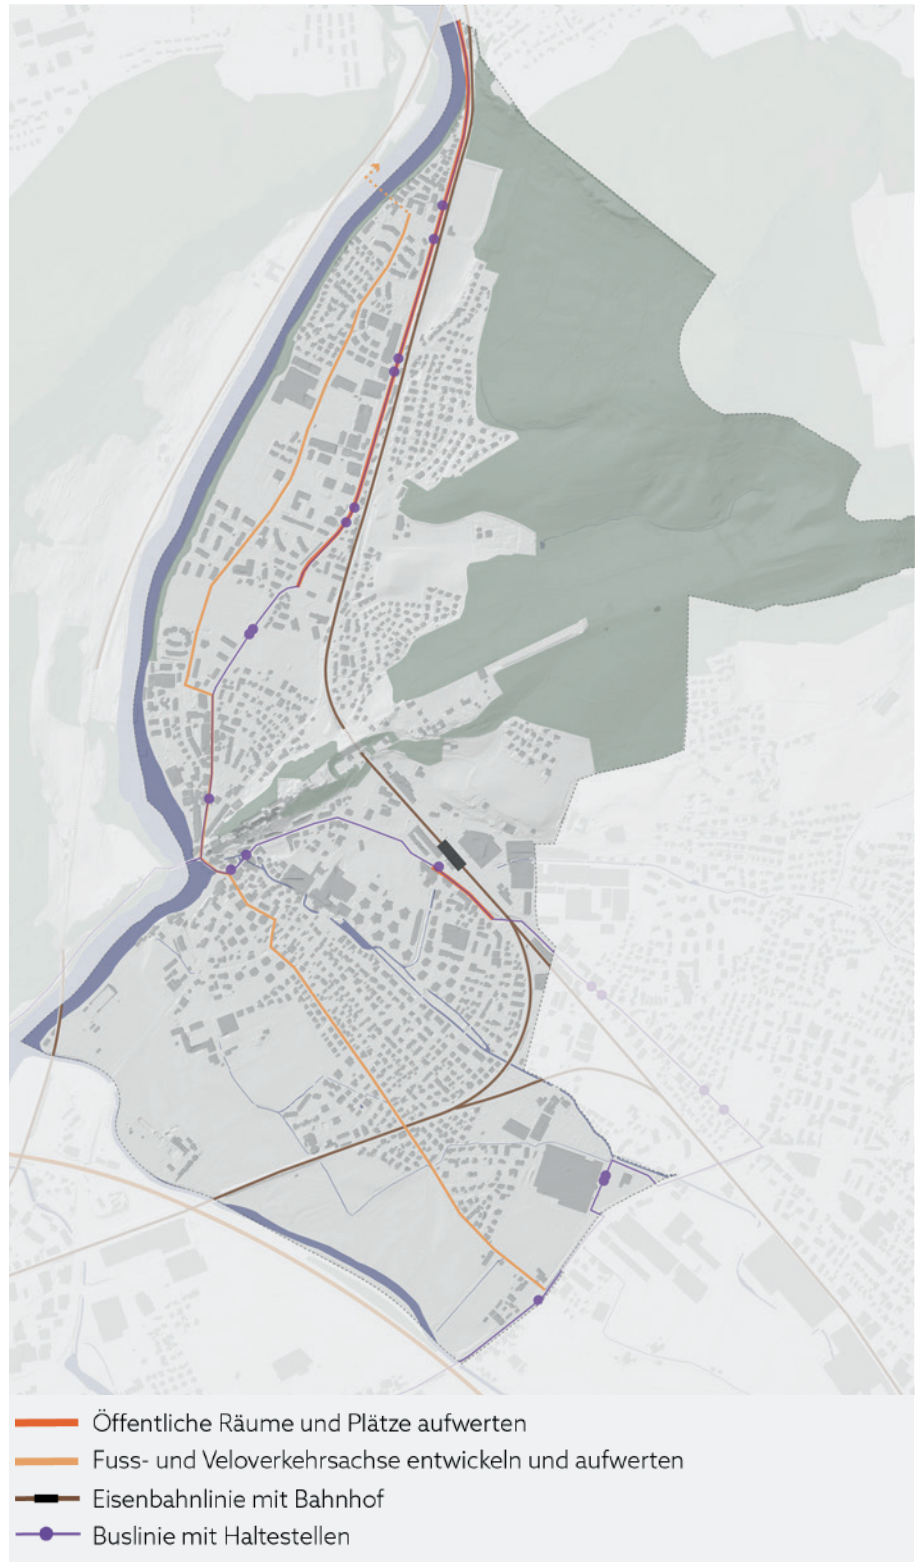 Öffentliche Räume und Plätze aufwerten
Fuss- und Veloverkehrsachse entwickeln und aufwerten
Eisenbahnlinie mit Bahnhof
Buslinie mit Haltestellen